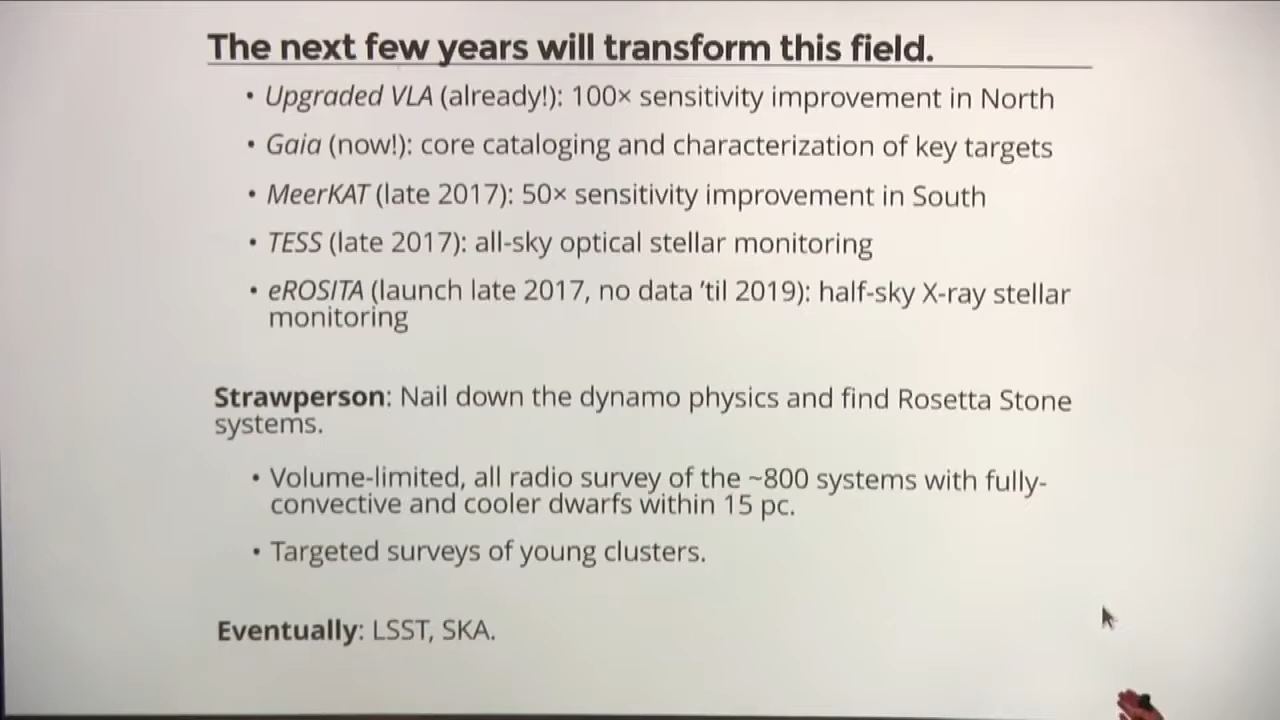 The next few years will transform this field.
• Upgraded VLA (already!): 100× sensitivity improvement in North
• Gaia (now!): core cataloging and characterization of key targets
• MeerKAT (late 2017): 50× sensitivity improvement in South
• TESS (late 2017): all-sky optical stellar monitoring
• eROSITA (launch late 2017, no data ’til 2019): half-sky X-ray stellar
monitoring
Strawperson: Nail down the dynamo physics and find Rosetta Stone
systems.
• Volume-limited, all radio survey of the ~800 systems with fully-
convective and cooler dwarfs within 15 pc.
• Targeted surveys of young clusters.
Eventually: LSST, SKA.